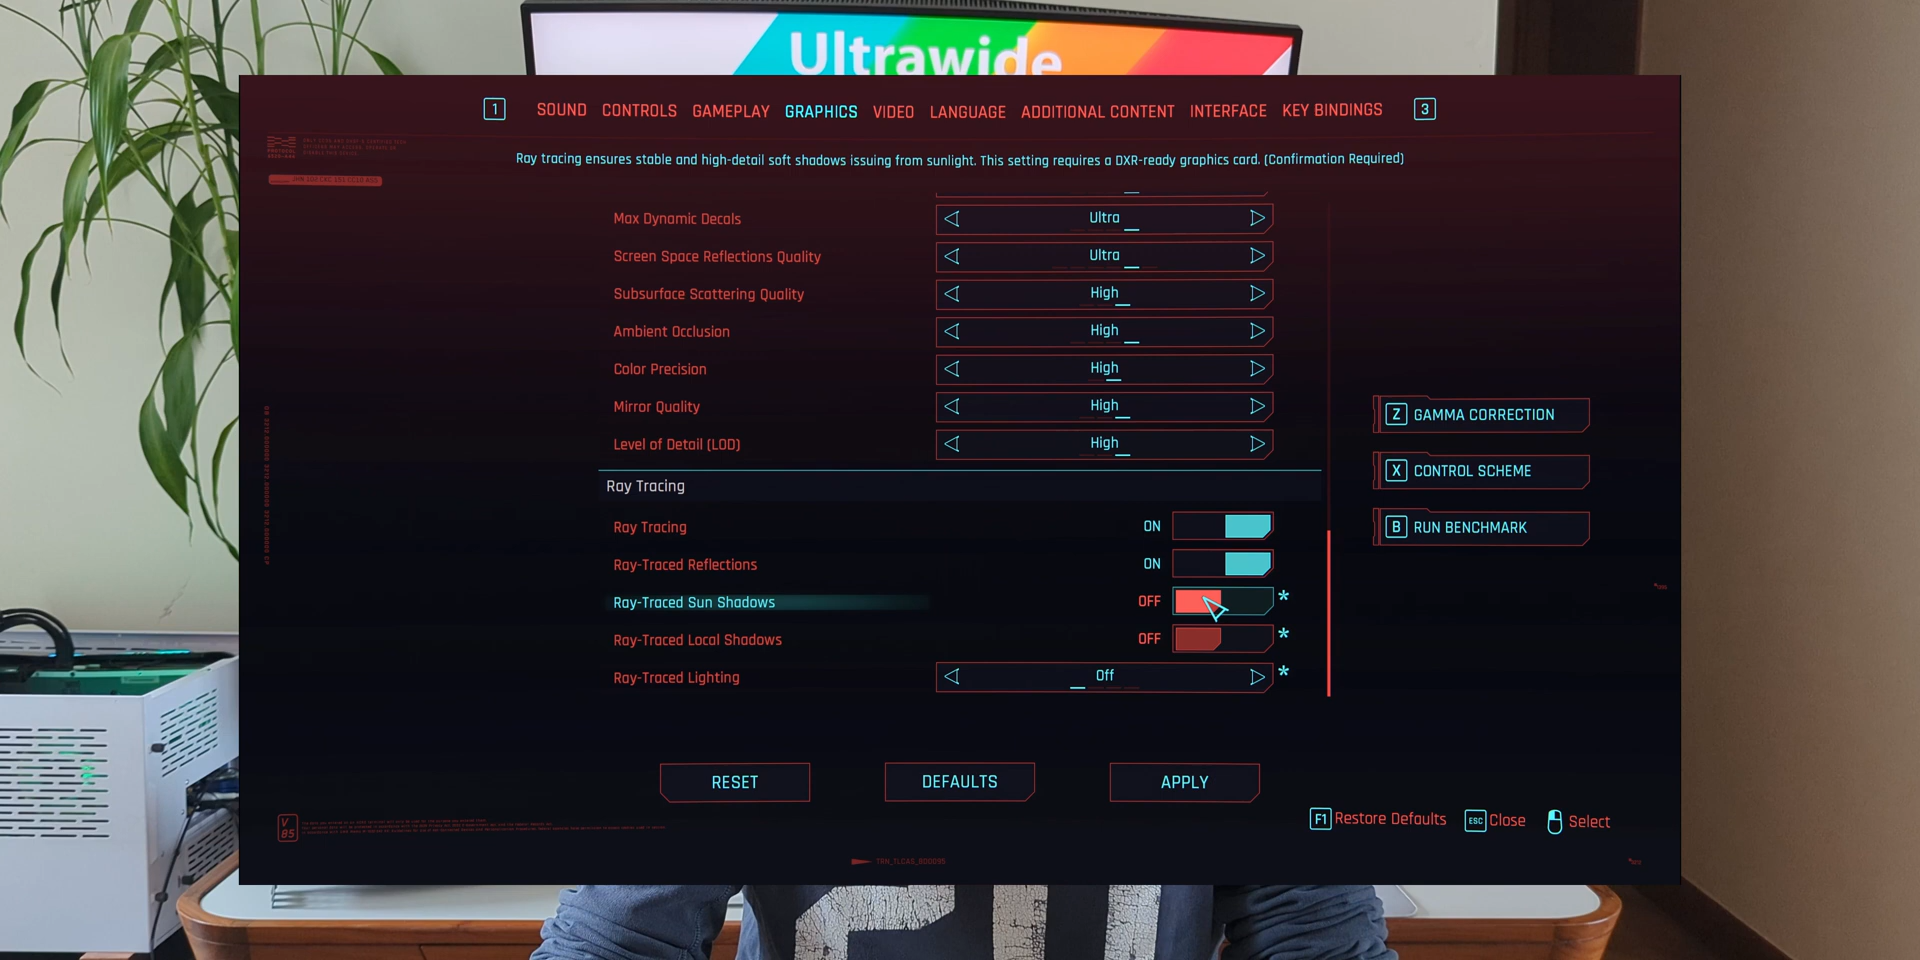 Ultrawide
1 SOUND CONTROLS GAMEPLAY GRAPHICS VIDEO LANGUAGE ADDITIONAL CONTENT INTERFACE KEY BINDINGS 3
Ray tracing ensures stable and high-detail soft shadows issuing from sunlight. This setting requires a DXR-ready graphics card. (Confirmation Required)
Max Dynamic Decals Ultra
Screen Space Reflections Quality Ultra
Subsurface Scattering Quality High
Ambient Occlusion High
Color Precision High
Mirror Quality High
Level of Detail (LOD) High
Z GAMMA CORRECTION
X CONTROL SCHEME
B RUN BENCHMARK
Ray Tracing
Ray Tracing ON
Ray-Traced Reflections ON
Ray-Traced Sun Shadows OFF *
Ray-Traced Local Shadows OFF *
Ray-Traced Lighting Off *
RESET DEFAULTS APPLY
F1 Restore Defaults ESC Close Select
V
85
TRN_TLCAS_800095